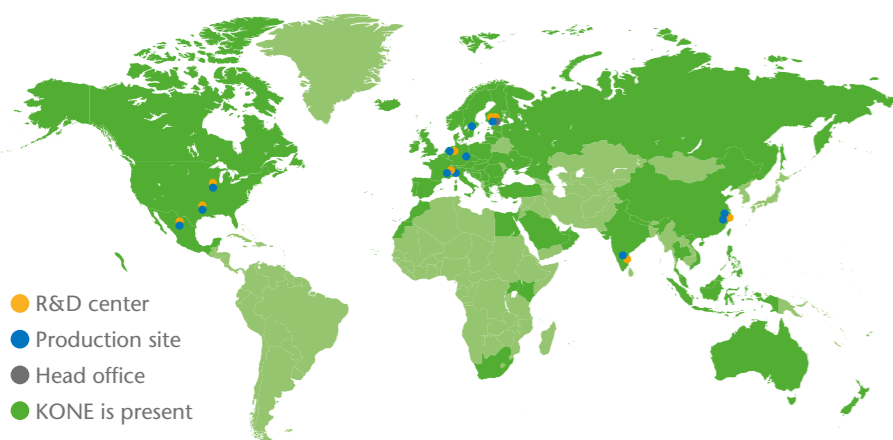 R&D center
Production site
Head office
KONE is present